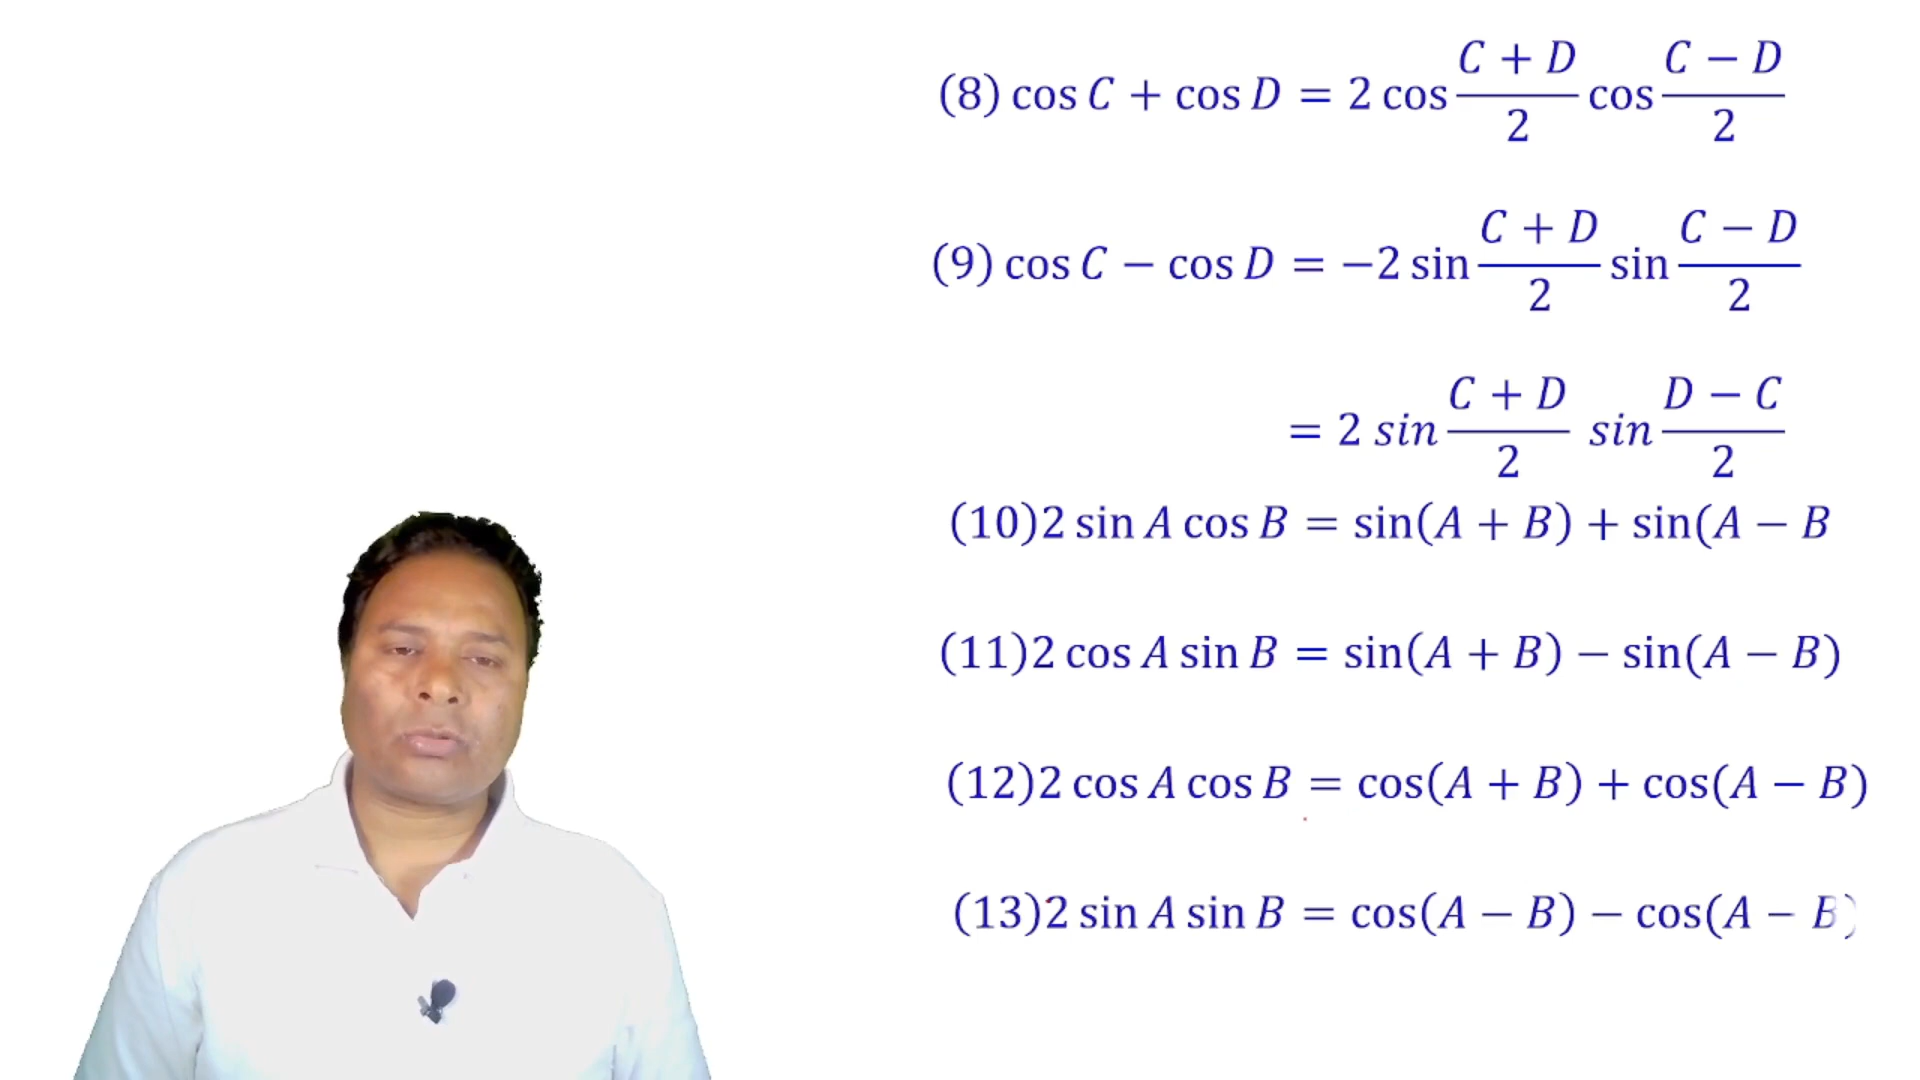 (8) cos C + cos D = 2 cos (C + D)/2 cos (C − D)/2
(9) cos C − cos D = −2 sin (C + D)/2 sin (C − D)/2
= 2 sin (C + D)/2 sin (D − C)/2
(10)2 sin A cos B = sin(A + B) + sin(A − B
(11)2 cos A sin B = sin(A + B) − sin(A − B)
(12)2 cos A cos B = cos(A + B) + cos(A − B)
(13)2 sin A sin B = cos(A − B) − cos(A − B)